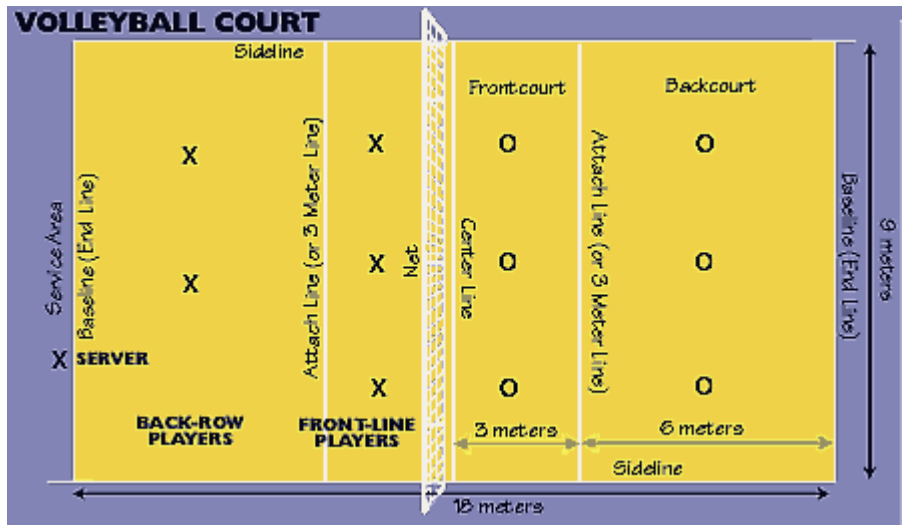 VOLLEYBALL COURT
Sideline
Frontcourt
Backcourt
X
X
O
O
Service Area
Baseline (End Line)
Attach Line (or 3 Meter Line)
Net
Center Line
Attach Line (or 3 Meter Line)
Baseline (End Line)
9 meters
X
X
O
O
X SERVER
X
O
O
BACK-ROW
PLAYERS
FRONT-LINE
PLAYERS
3 meters
6 meters
Sideline
18 meters